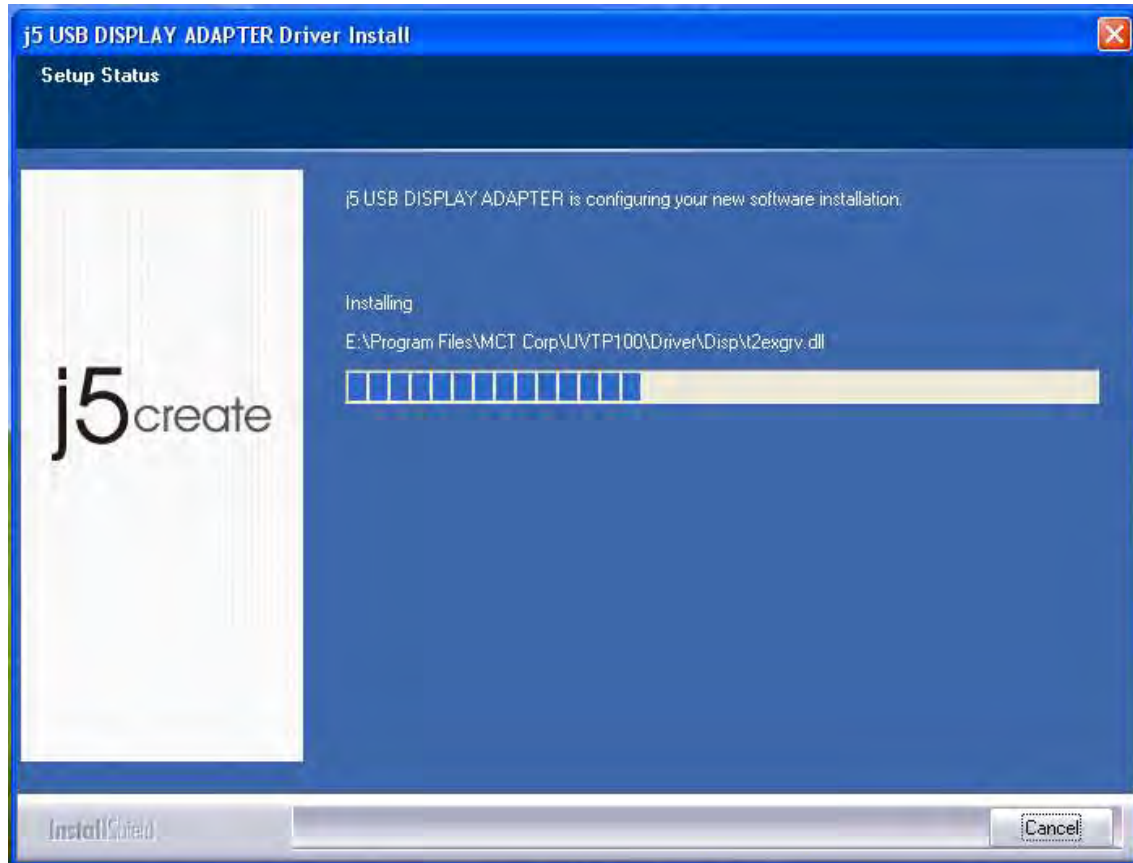 j5 USB DISPLAY ADAPTER Driver Install
Setup Status
j5 USB DISPLAY ADAPTER is configuring your new software installation.
Installing
E:\Program Files\MCT Corp\UVTP100\Driver\Disp\t2exgrv.dll
j5create
InstallShield
Cancel